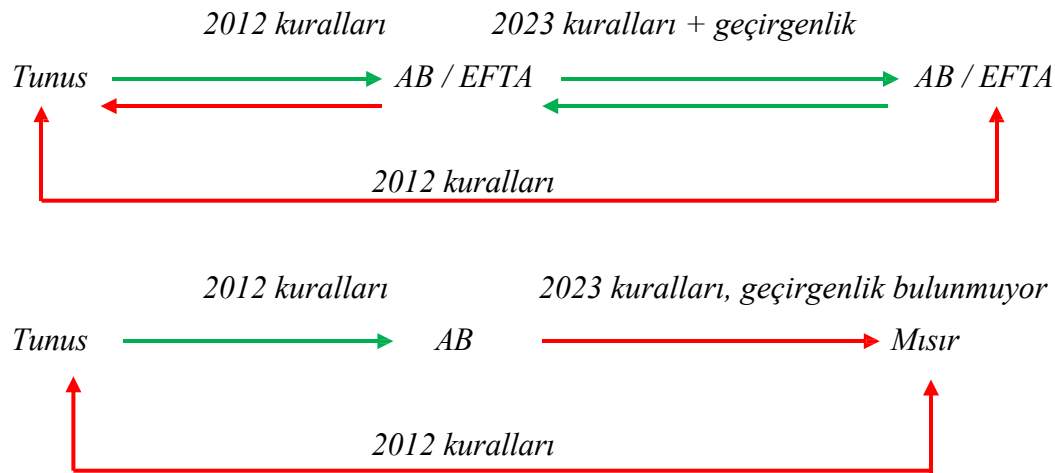 2012 kuralları 2023 kuralları + geçirgenlik
Tunus AB / EFTA AB / EFTA
2012 kuralları
2012 kuralları 2023 kuralları, geçirgenlik bulunmuyor
Tunus AB Mısır
2012 kuralları